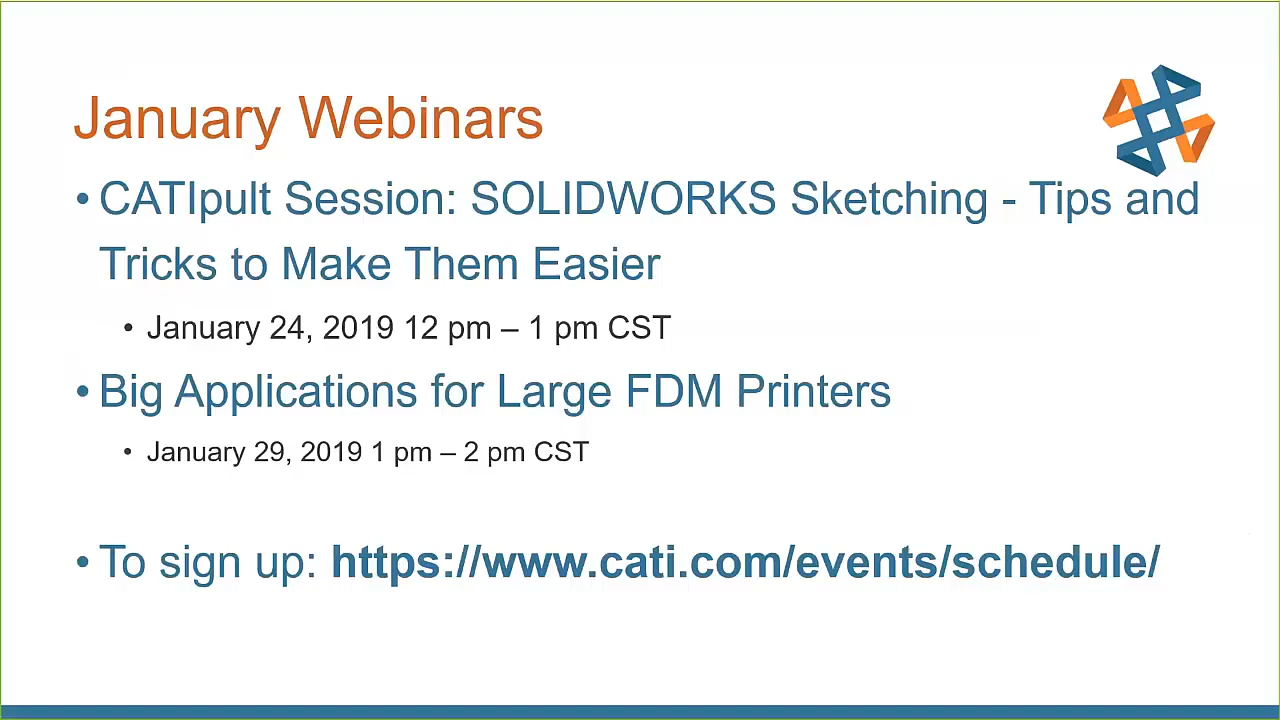 January Webinars
• CATIpult Session: SOLIDWORKS Sketching - Tips and
Tricks to Make Them Easier
• January 24, 2019 12 pm – 1 pm CST
• Big Applications for Large FDM Printers
• January 29, 2019 1 pm – 2 pm CST
• To sign up: https://www.cati.com/events/schedule/